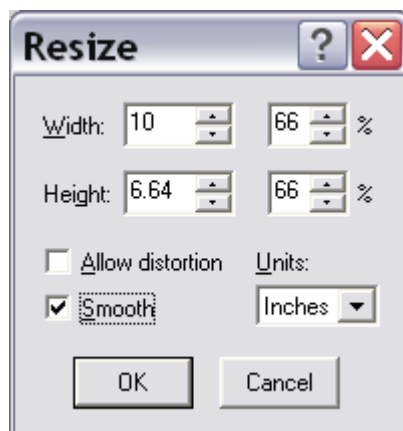 Resize ?
Width: 10 66 %
Height: 6.64 66 %
Allow distortion Units:
Smooth Inches
OK Cancel